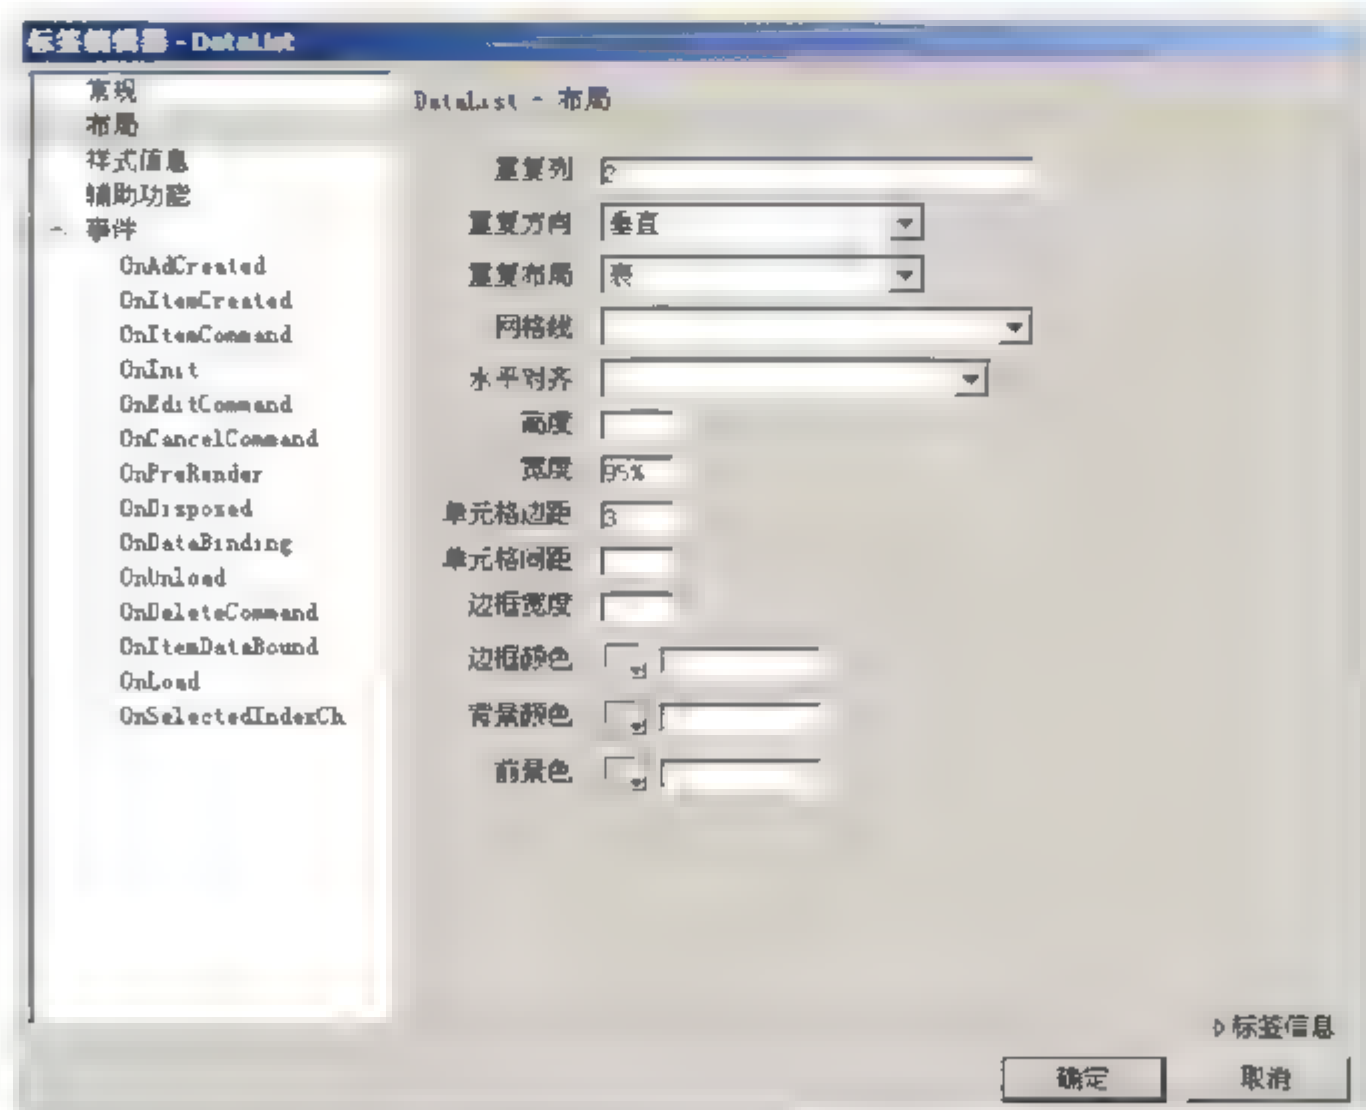 标签编辑器 - DataList
常规
布局
样式信息
辅助功能
事件
OnAdCreated
OnItemCreated
OnItemCommand
OnInit
OnEditCommand
OnCancelCommand
OnPreRender
OnDisposed
OnDataBinding
OnUnload
OnDeleteCommand
OnItemDataBound
OnLoad
OnSelectedIndexCh
DataList - 布局
重复列 2
重复方向 垂直
重复布局 表
网格线
水平对齐
高度
宽度 95%
单元格边距 3
单元格间距
边框宽度
边框颜色
背景颜色
前景色
标签信息
确定 取消